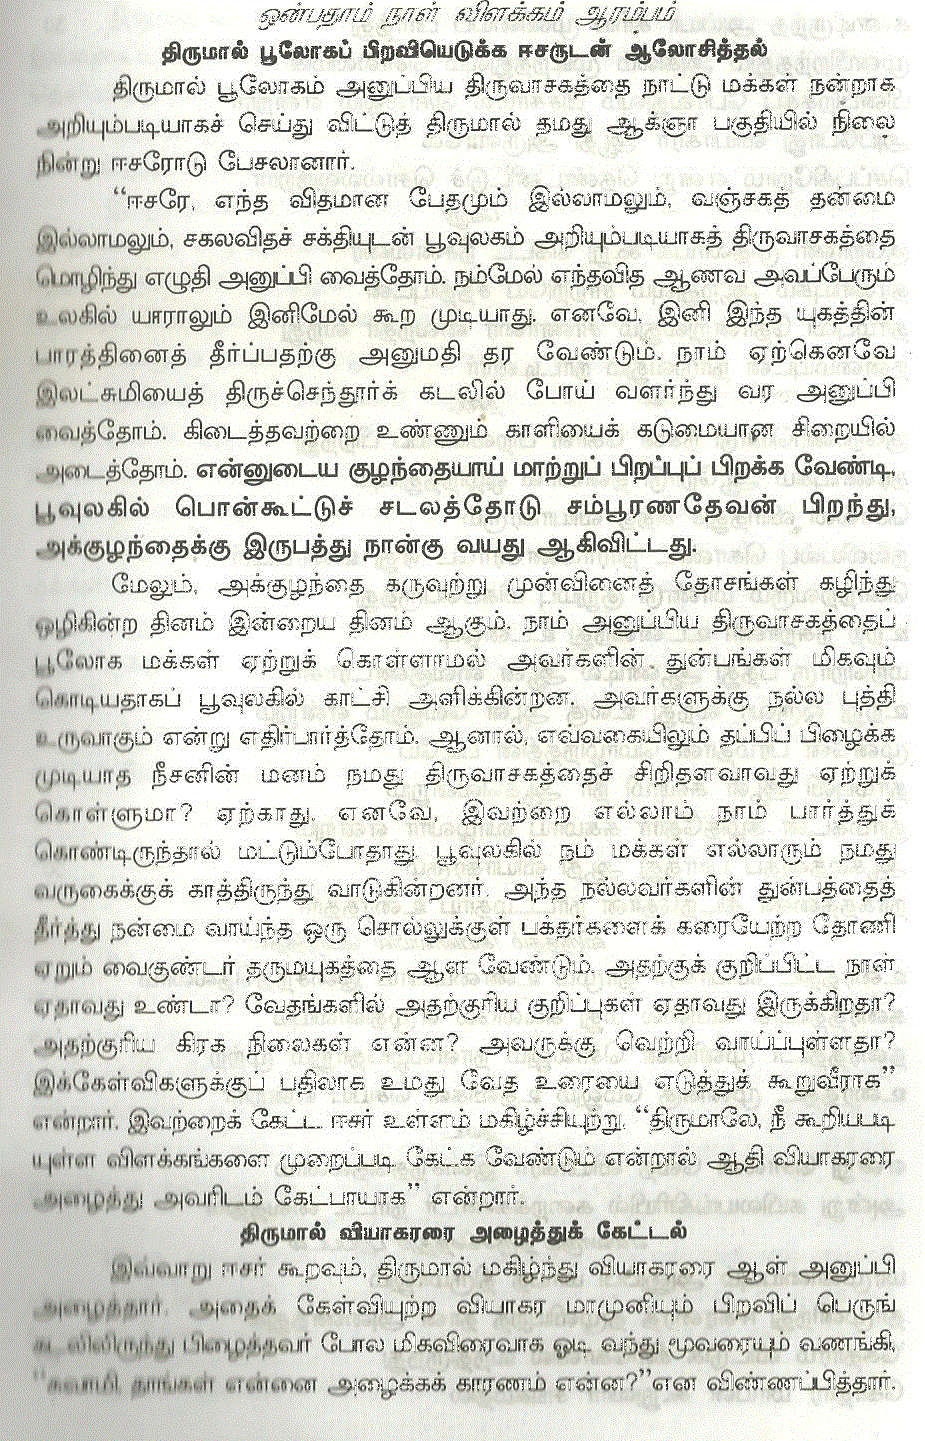 ஒன்பதாம் நாள் விளக்கம் ஆரம்பம்
திருமால் பூலோகப் பிறவியெடுக்க ஈசருடன் ஆலோசித்தல்
திருமால் பூலோகம் அனுப்பிய திருவாசகத்தை நாட்டு மக்கள் நன்றாக
அறியும்படியாகச் செய்து விட்டுத் திருமால் தமது ஆக்ஞா பகுதியில் நிலை
நின்று ஈசரோடு பேசலானார்.
“ஈசரே, எந்த விதமான பேதமும் இல்லாமலும், வஞ்சகத் தன்மை
இல்லாமலும், சகலவிதச் சக்தியுடன் பூவுலகம் அறியும்படியாகத் திருவாசகத்தை
மொழிந்து எழுதி அனுப்பி வைத்தோம். நம்மேல் எந்தவித ஆணவ அவப்பேரும்
உலகில் யாராலும் இனிமேல் கூற முடியாது. எனவே, இனி இந்த யுகத்தின்
பாரத்தினைத் தீர்ப்பதற்கு அனுமதி தர வேண்டும். நாம் ஏற்கெனவே
இலட்சுமியைத் திருச்செந்தூர்க் கடலில் போய் வளர்ந்து வர அனுப்பி
வைத்தோம். கிடைத்தவற்றை உண்ணும் காளியைக் கடுமையான சிறையில்
அடைத்தோம். என்னுடைய குழந்தையாய் மாற்றுப் பிறப்புப் பிறக்க வேண்டி,
பூவுலகில் பொன்கூட்டுச் சடலத்தோடு சம்பூரணதேவன் பிறந்து,
அக்குழந்தைக்கு இருபத்து நான்கு வயது ஆகிவிட்டது.
மேலும், அக்குழந்தை கருவுற்று முன்வினைத் தோசங்கள் கழிந்து
ஒழிகின்ற தினம் இன்றைய தினம் ஆகும். நாம் அனுப்பிய திருவாசகத்தைப்
பூலோக மக்கள் ஏற்றுக் கொள்ளாமல் அவர்களின் துன்பங்கள் மிகவும்
கொடியதாகப் பூவுலகில் காட்சி அளிக்கின்றன. அவர்களுக்கு நல்ல புத்தி
உருவாகும் என்று எதிர்பார்த்தோம். ஆனால், எவ்வகையிலும் தப்பிப் பிழைக்க
முடியாத நீசனின் மனம் நமது திருவாசகத்தைச் சிறிதளவாவது ஏற்றுக்
கொள்ளுமா? ஏற்காது. எனவே, இவற்றை எல்லாம் நாம் பார்த்துக்
கொண்டிருந்தால் மட்டும்போதாது. பூவுலகில் நம் மக்கள் எல்லாரும் நமது
வருகைக்குக் காத்திருந்து வாடுகின்றனர். அந்த நல்லவர்களின் துன்பத்தைத்
தீர்த்து நன்மை வாய்ந்த ஒரு சொல்லுக்குள் பக்தர்களைக் கரையேற்ற தோணி
ஏறும் வைகுண்டர் தருமயுகத்தை ஆள வேண்டும். அதற்குக் குறிப்பிட்ட நாள்
ஏதாவது உண்டா? வேதங்களில் அதற்குரிய குறிப்புகள் ஏதாவது இருக்கிறதா?
அதற்குரிய கிரக நிலைகள் என்ன? அவருக்கு வெற்றி வாய்ப்புள்ளதா?
இக்கேள்விகளுக்குப் பதிலாக உமது வேத உரையை எடுத்துக் கூறுவீராக”
என்றார். இவற்றைக் கேட்ட ஈசர் உள்ளம் மகிழ்ச்சியுற்று, “திருமாலே, நீ கூறியபடி
யுள்ள விளக்கங்களை முறைப்படி கேட்க வேண்டும் என்றால் ஆதி வியாகரரை
அழைத்து அவரிடம் கேட்பாயாக” என்றார்.
திருமால் வியாகரரை அழைத்துக் கேட்டல்
இவ்வாறு ஈசர் கூறவும், திருமால் மகிழ்ந்து வியாகரரை ஆள் அனுப்பி
அழைத்தார். அதைக் கேள்வியுற்ற வியாகர மாமுனியும் பிறவிப் பெருங்
கடலிலிருந்து பிழைத்தவர் போல மிகவிரைவாக ஓடி வந்து மூவரையும் வணங்கி,
“சுவாமி தாங்கள் என்னை அழைக்கக் காரணம் என்ன?”என விண்ணப்பித்தார்.